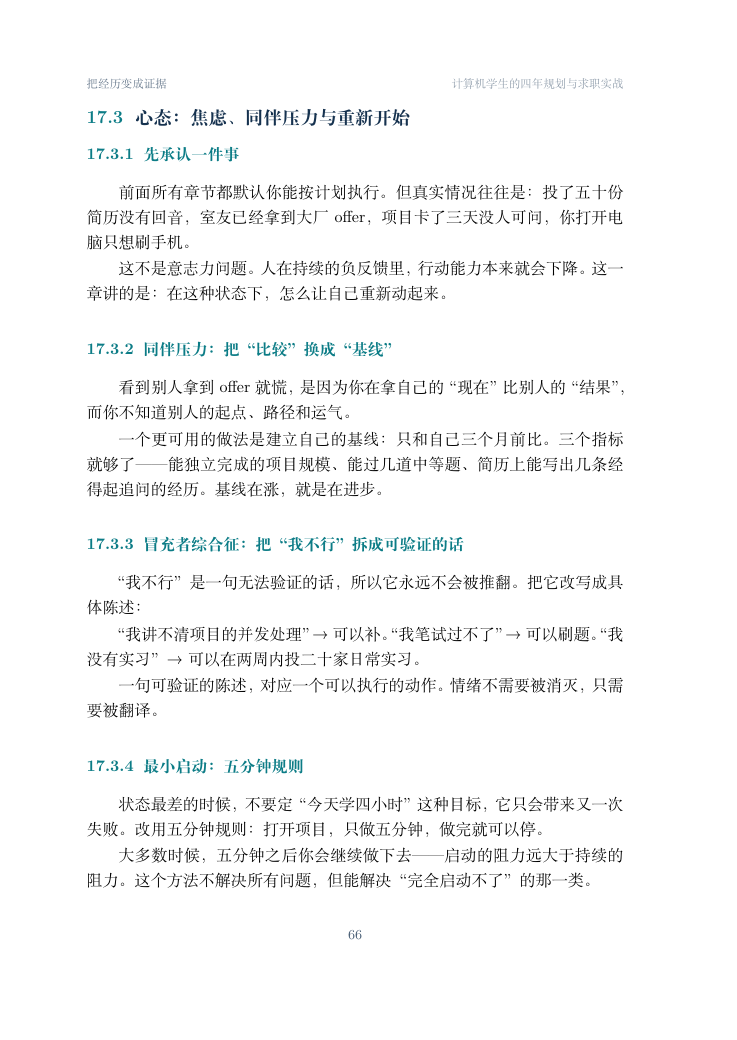 把经历变成证据 计算机学生的四年规划与求职实战
17.3 心态：焦虑、同伴压力与重新开始
17.3.1 先承认一件事
前面所有章节都默认你能按计划执行。但真实情况往往是：投了五十份
简历没有回音，室友已经拿到大厂 offer，项目卡了三天没人可问，你打开电
脑只想刷手机。
这不是意志力问题。人在持续的负反馈里，行动能力本来就会下降。这一
章讲的是：在这种状态下，怎么让自己重新动起来。
17.3.2 同伴压力：把“比较”换成“基线”
看到别人拿到 offer 就慌，是因为你在拿自己的“现在”比别人的“结果”，
而你不知道别人的起点、路径和运气。
一个更可用的做法是建立自己的基线：只和自己三个月前比。三个指标
就够了——能独立完成的项目规模、能过几道中等题、简历上能写出几条经
得起追问的经历。基线在涨，就是在进步。
17.3.3 冒充者综合征：把“我不行”拆成可验证的话
“我不行”是一句无法验证的话，所以它永远不会被推翻。把它改写成具
体陈述：
“我讲不清项目的并发处理”→ 可以补。“我笔试过不了”→ 可以刷题。“我
没有实习”→ 可以在两周内投二十家日常实习。
一句可验证的陈述，对应一个可以执行的动作。情绪不需要被消灭，只需
要被翻译。
17.3.4 最小启动：五分钟规则
状态最差的时候，不要定“今天学四小时”这种目标，它只会带来又一次
失败。改用五分钟规则：打开项目，只做五分钟，做完就可以停。
大多数时候，五分钟之后你会继续做下去——启动的阻力远大于持续的
阻力。这个方法不解决所有问题，但能解决“完全启动不了”的那一类。
66